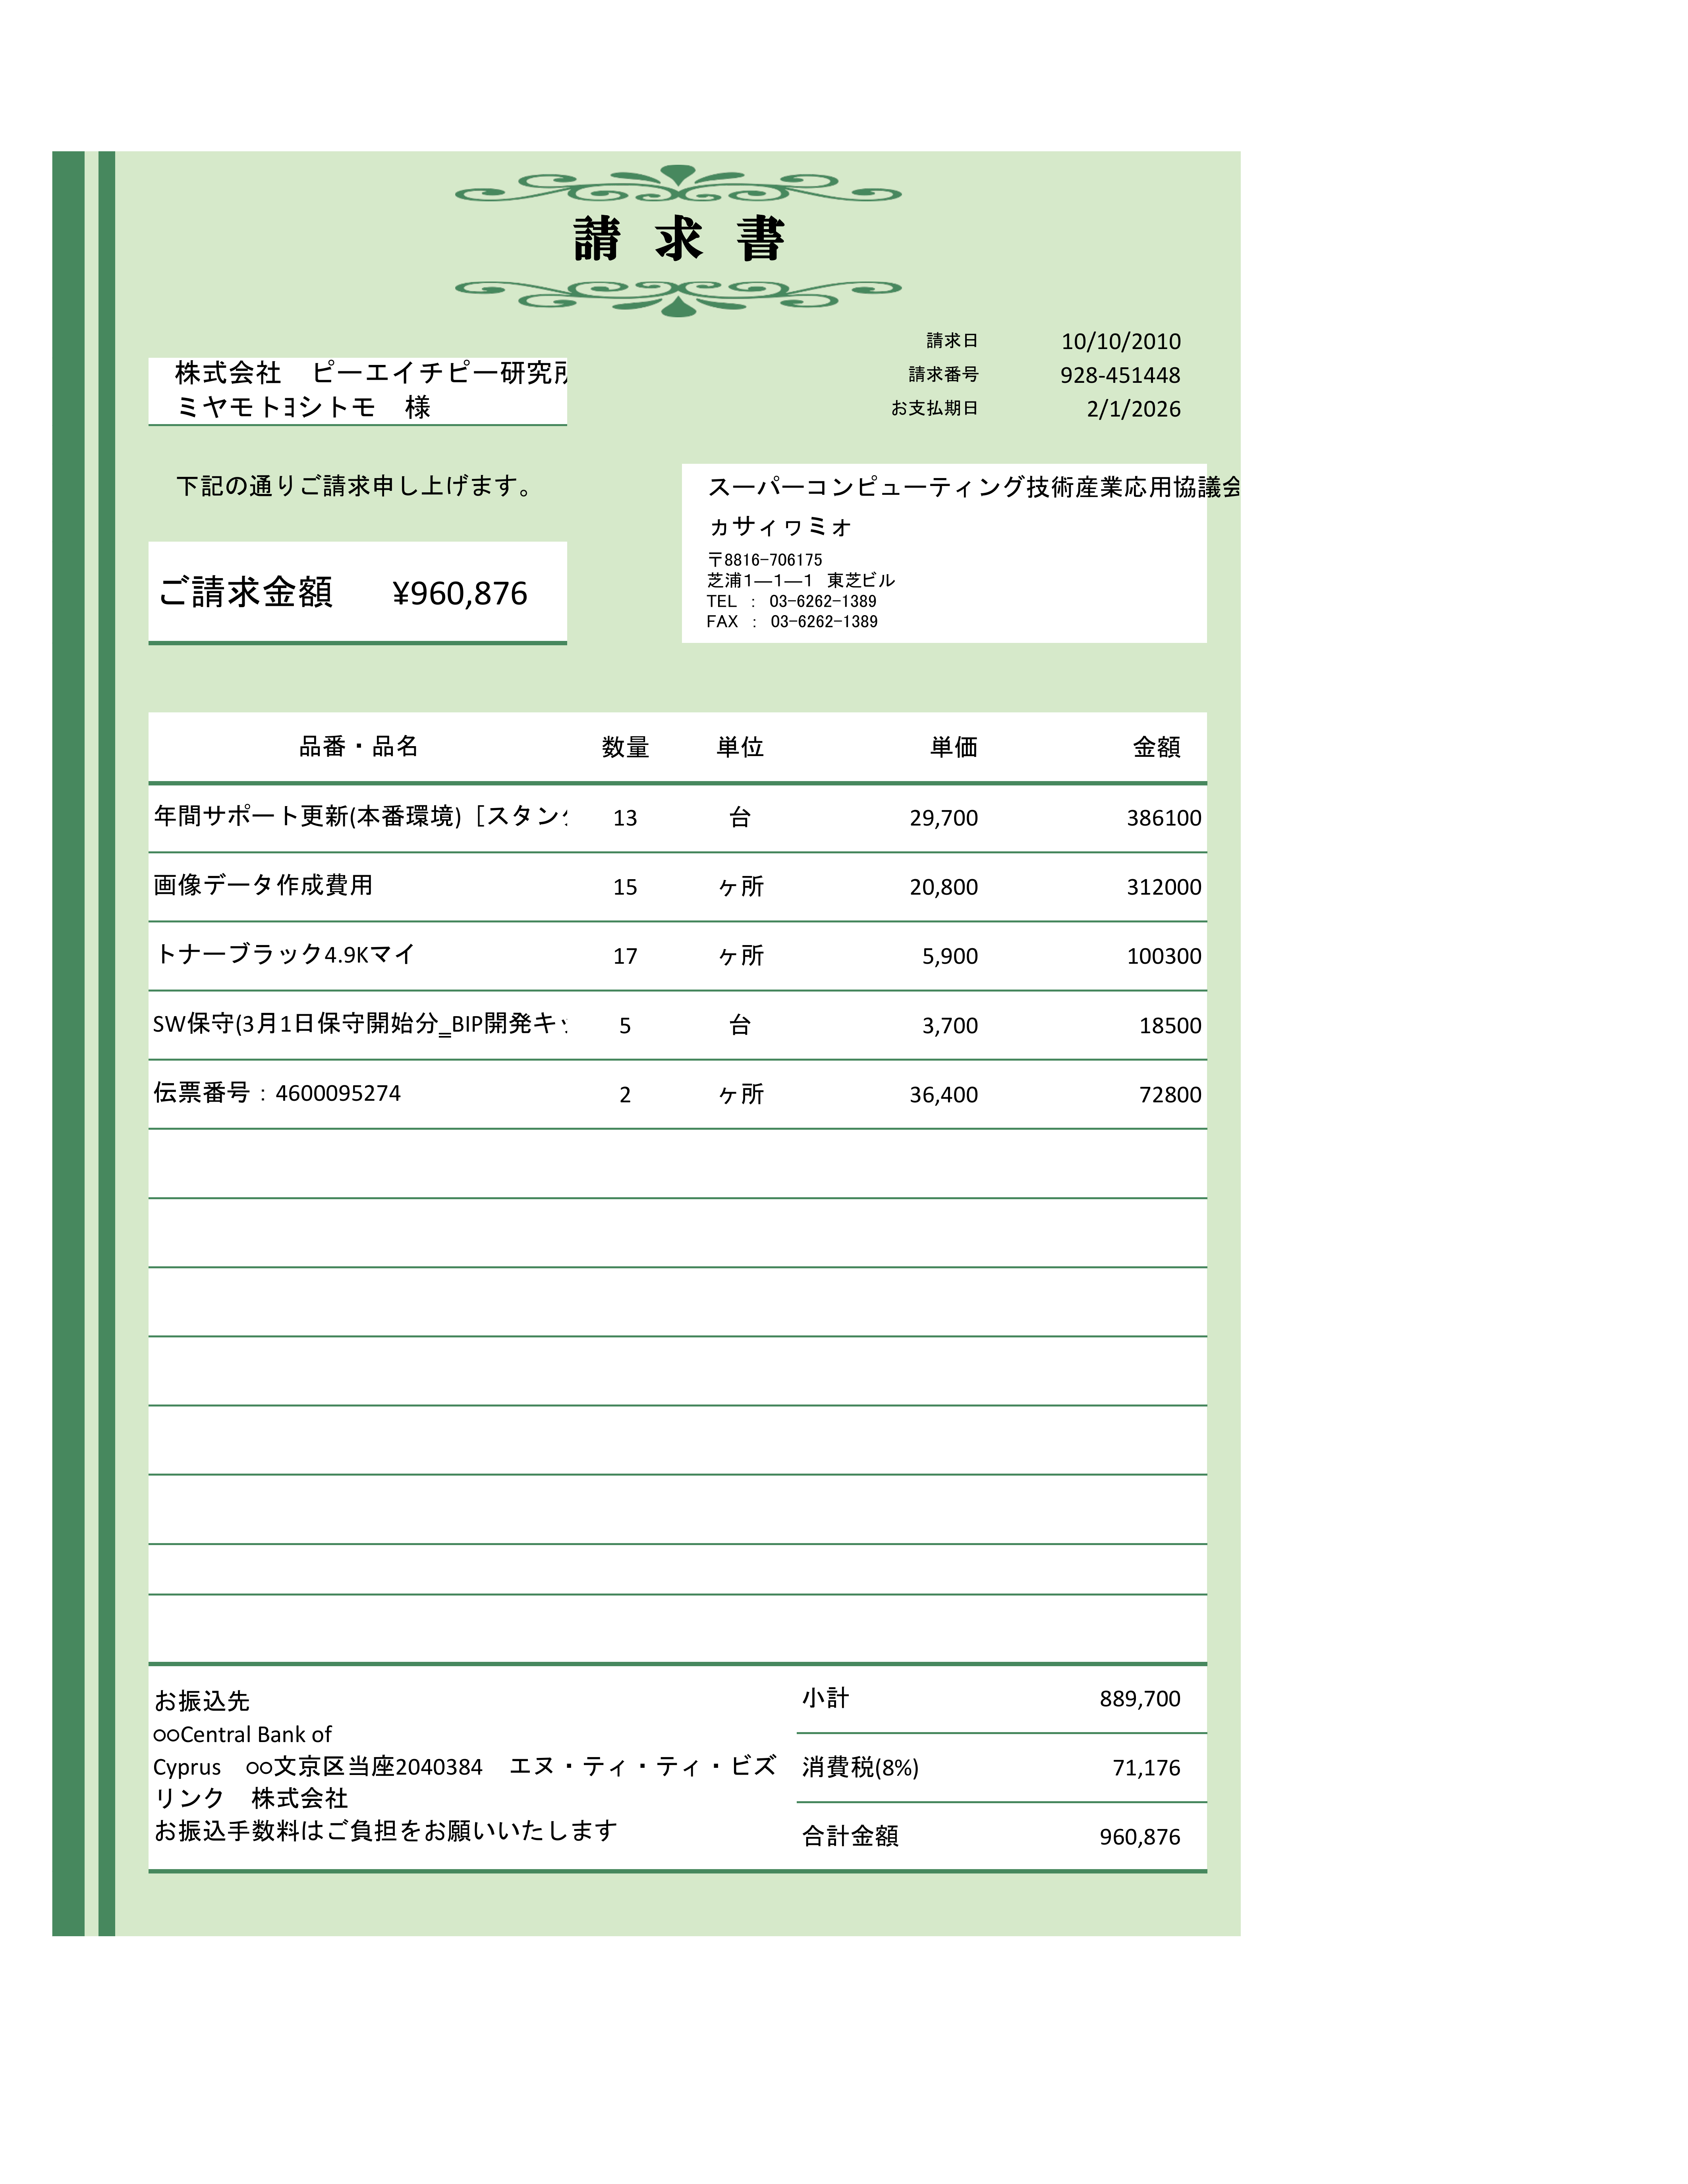 請求書
請求日 10/10/2010
株式会社　ピーエイチピー研究所
請求番号 928-451448
ミヤモトヨシトモ　様
お支払期日 2/1/2026
下記の通りご請求申し上げます。
スーパーコンピューティング技術産業応用協議会
ヵサィヮミォ
ご請求金額 ¥960,876
〒8816-706175
芝浦1—1—1　東芝ビル
TEL ： 03-6262-1389
FAX ： 03-6262-1389
品番・品名 数量 単位 単価 金額
年間サポート更新(本番環境)［スタン 13 台 29,700 386100
画像データ作成費用 15 ヶ所 20,800 312000
トナーブラック4.9Kマイ 17 ヶ所 5,900 100300
SW保守(3月1日保守開始分_BIP開発キッ 5 台 3,700 18500
伝票番号：4600095274 2 ヶ所 36,400 72800
お振込先
○○Central Bank of
Cyprus　○○文京区当座2040384　エヌ・ティ・ティ・ビズ
リンク　株式会社
お振込手数料はご負担をお願いいたします
小計 889,700
消費税(8%) 71,176
合計金額 960,876